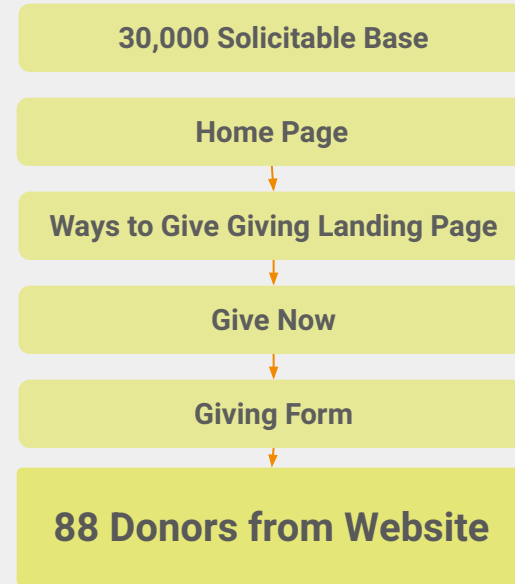 30,000 Solicitable Base
Home Page
Ways to Give Giving Landing Page
Give Now
Giving Form
88 Donors from Website